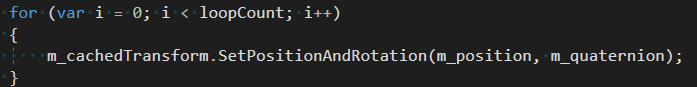 for (var i = 0; i < loopCount; i++)
{
    m_cachedTransform.SetPositionAndRotation(m_position, m_quaternion);
}